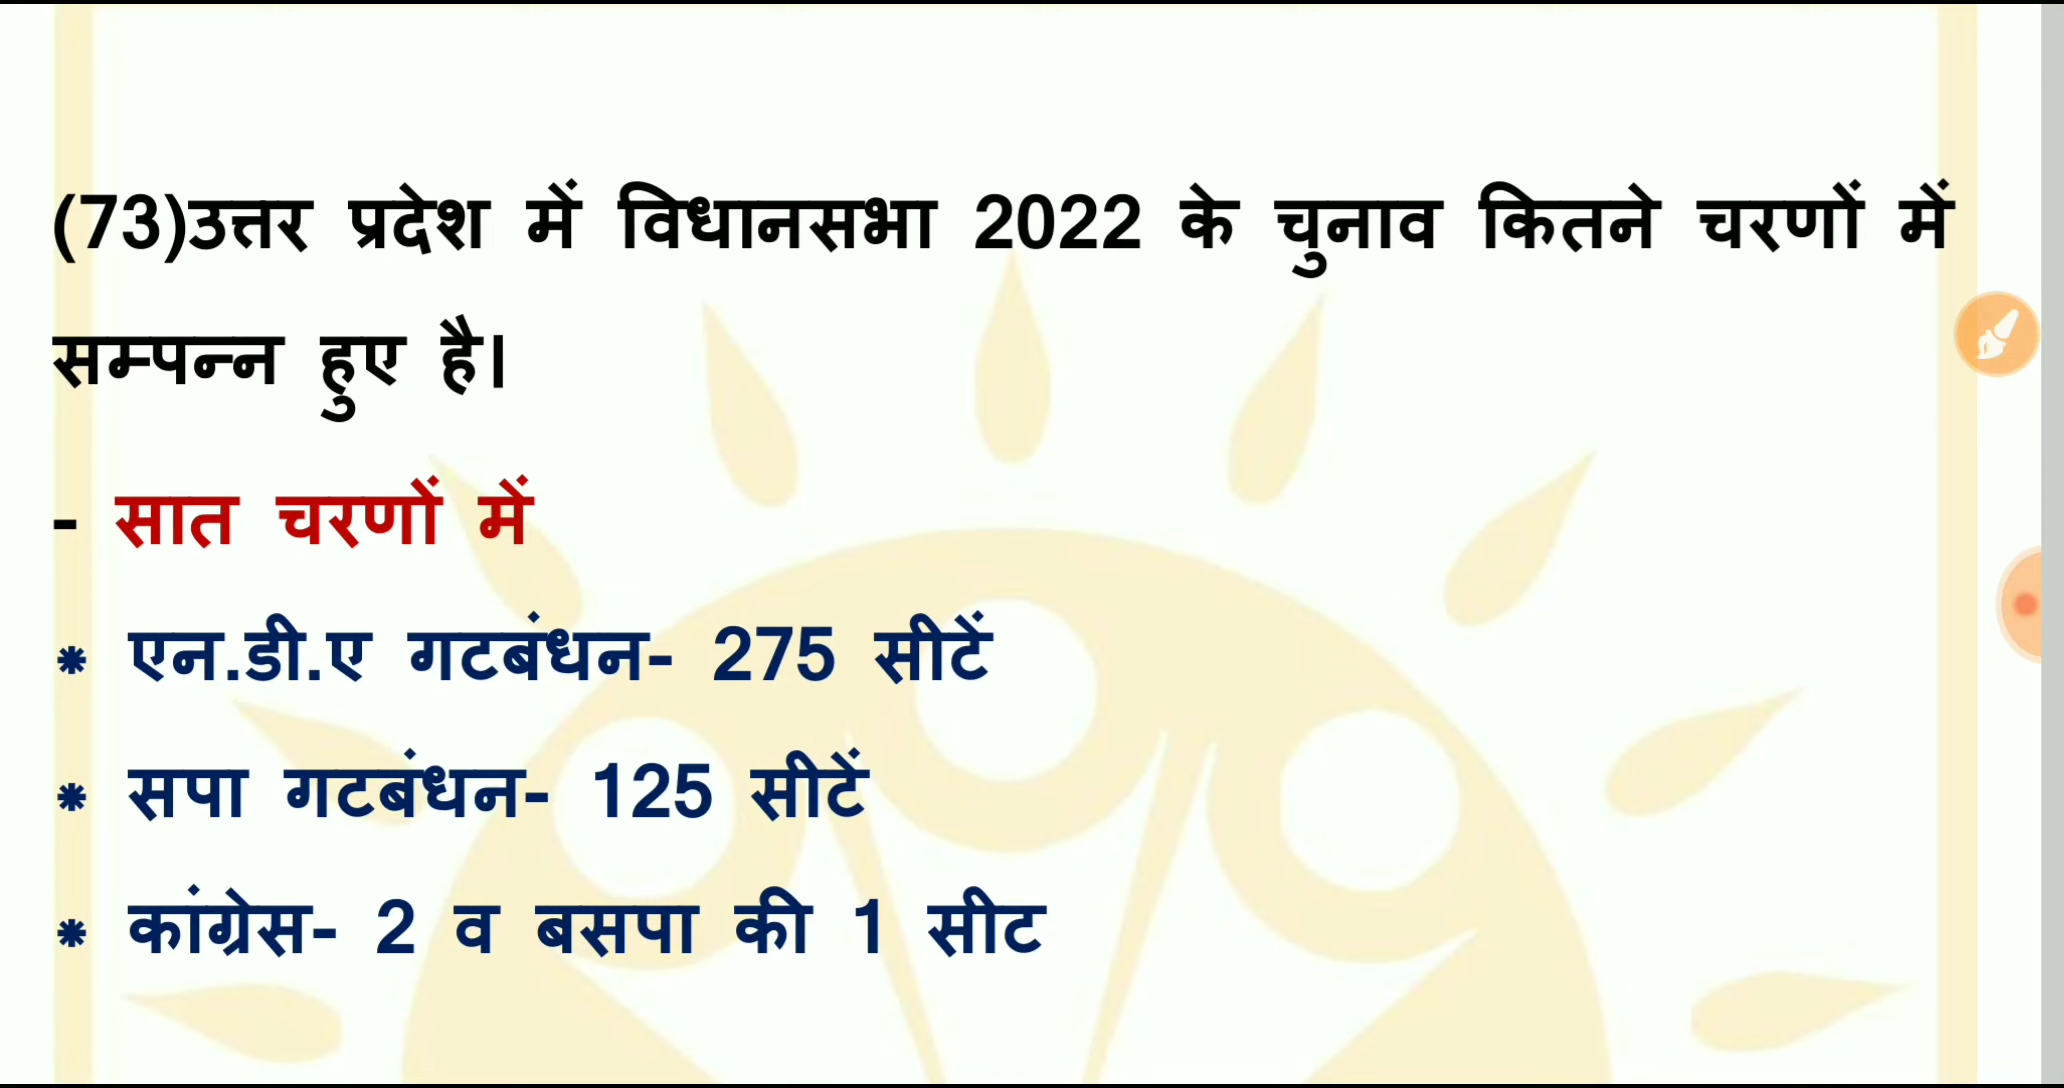 (73)उत्तर प्रदेश में विधानसभा 2022 के चुनाव कितने चरणों में
सम्पन्न हुए है।
- सात चरणों में
* एन.डी.ए गटबंधन- 275 सीटें
* सपा गटबंधन- 125 सीटें
* कांग्रेस- 2 व बसपा की 1 सीट